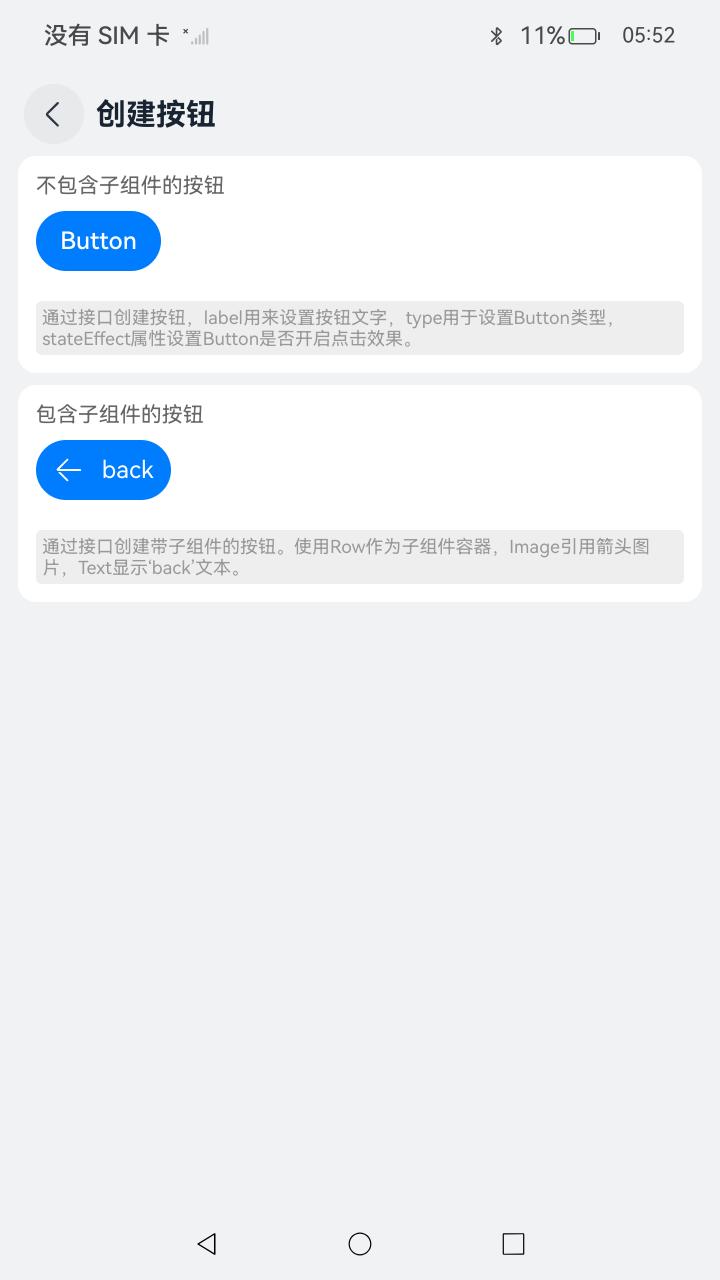 没有 SIM 卡
11%
05:52
创建按钮
不包含子组件的按钮
Button
通过接口创建按钮，label用来设置按钮文字，type用于设置Button类型，
stateEffect属性设置Button是否开启点击效果。
包含子组件的按钮
back
通过接口创建带子组件的按钮。使用Row作为子组件容器，Image引用箭头图
片，Text显示‘back’文本。